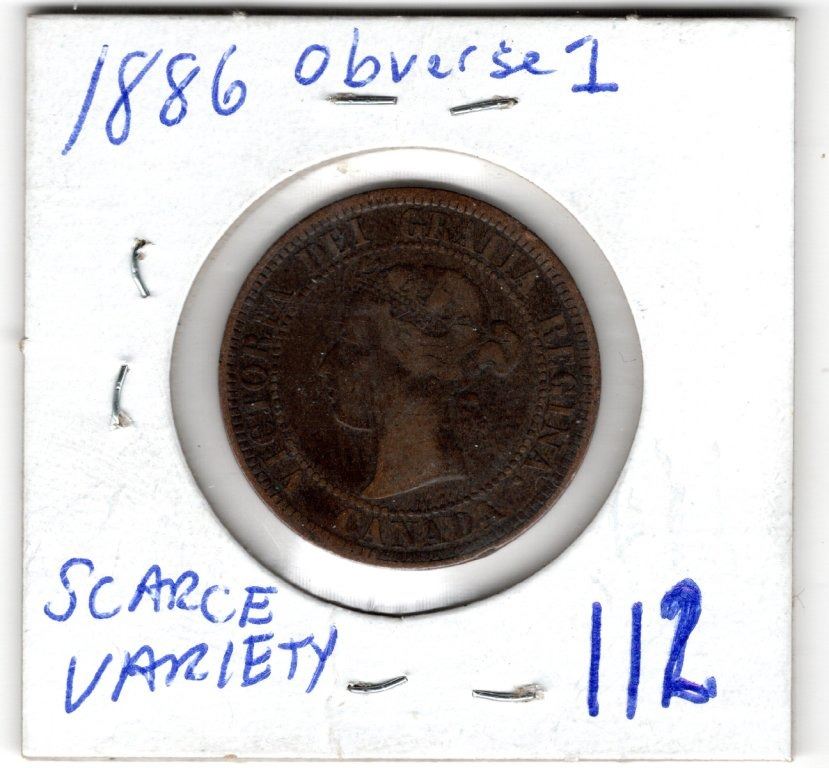 1886 Obverse 1
VICTORIA DEI GRATIA REGINA
CANADA
SCARCE
VARIETY
112